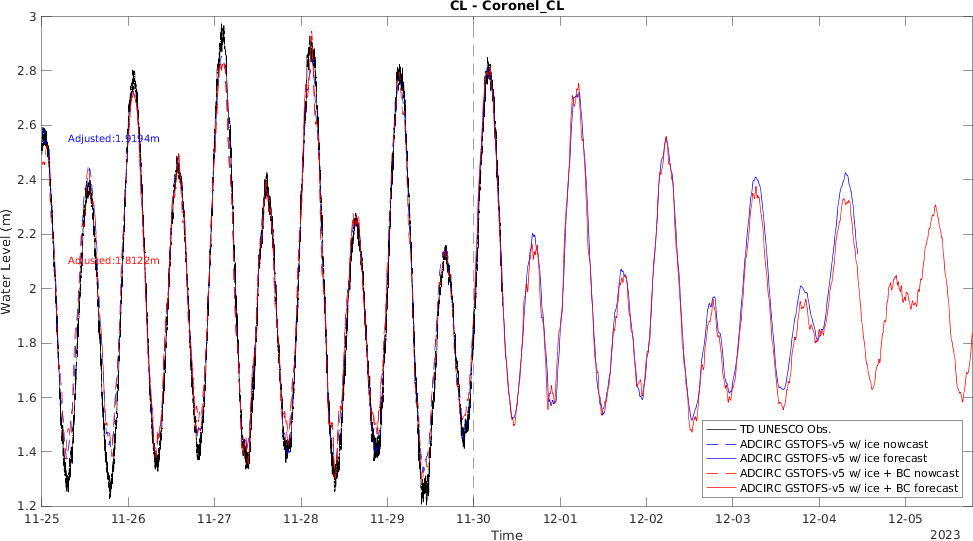 CL - Coronel_CL
3
2.8
2.6
2.4
2.2
2
1.8
1.6
1.4
1.2
Water Level (m)
Adjusted:1.9194m
Adjusted:1.8122m
TD UNESCO Obs.
ADCIRC GSTOFS-v5 w/ ice nowcast
ADCIRC GSTOFS-v5 w/ ice forecast
ADCIRC GSTOFS-v5 w/ ice + BC nowcast
ADCIRC GSTOFS-v5 w/ ice + BC forecast
11-25 11-26 11-27 11-28 11-29 11-30 12-01 12-02 12-03 12-04 12-05
Time
2023